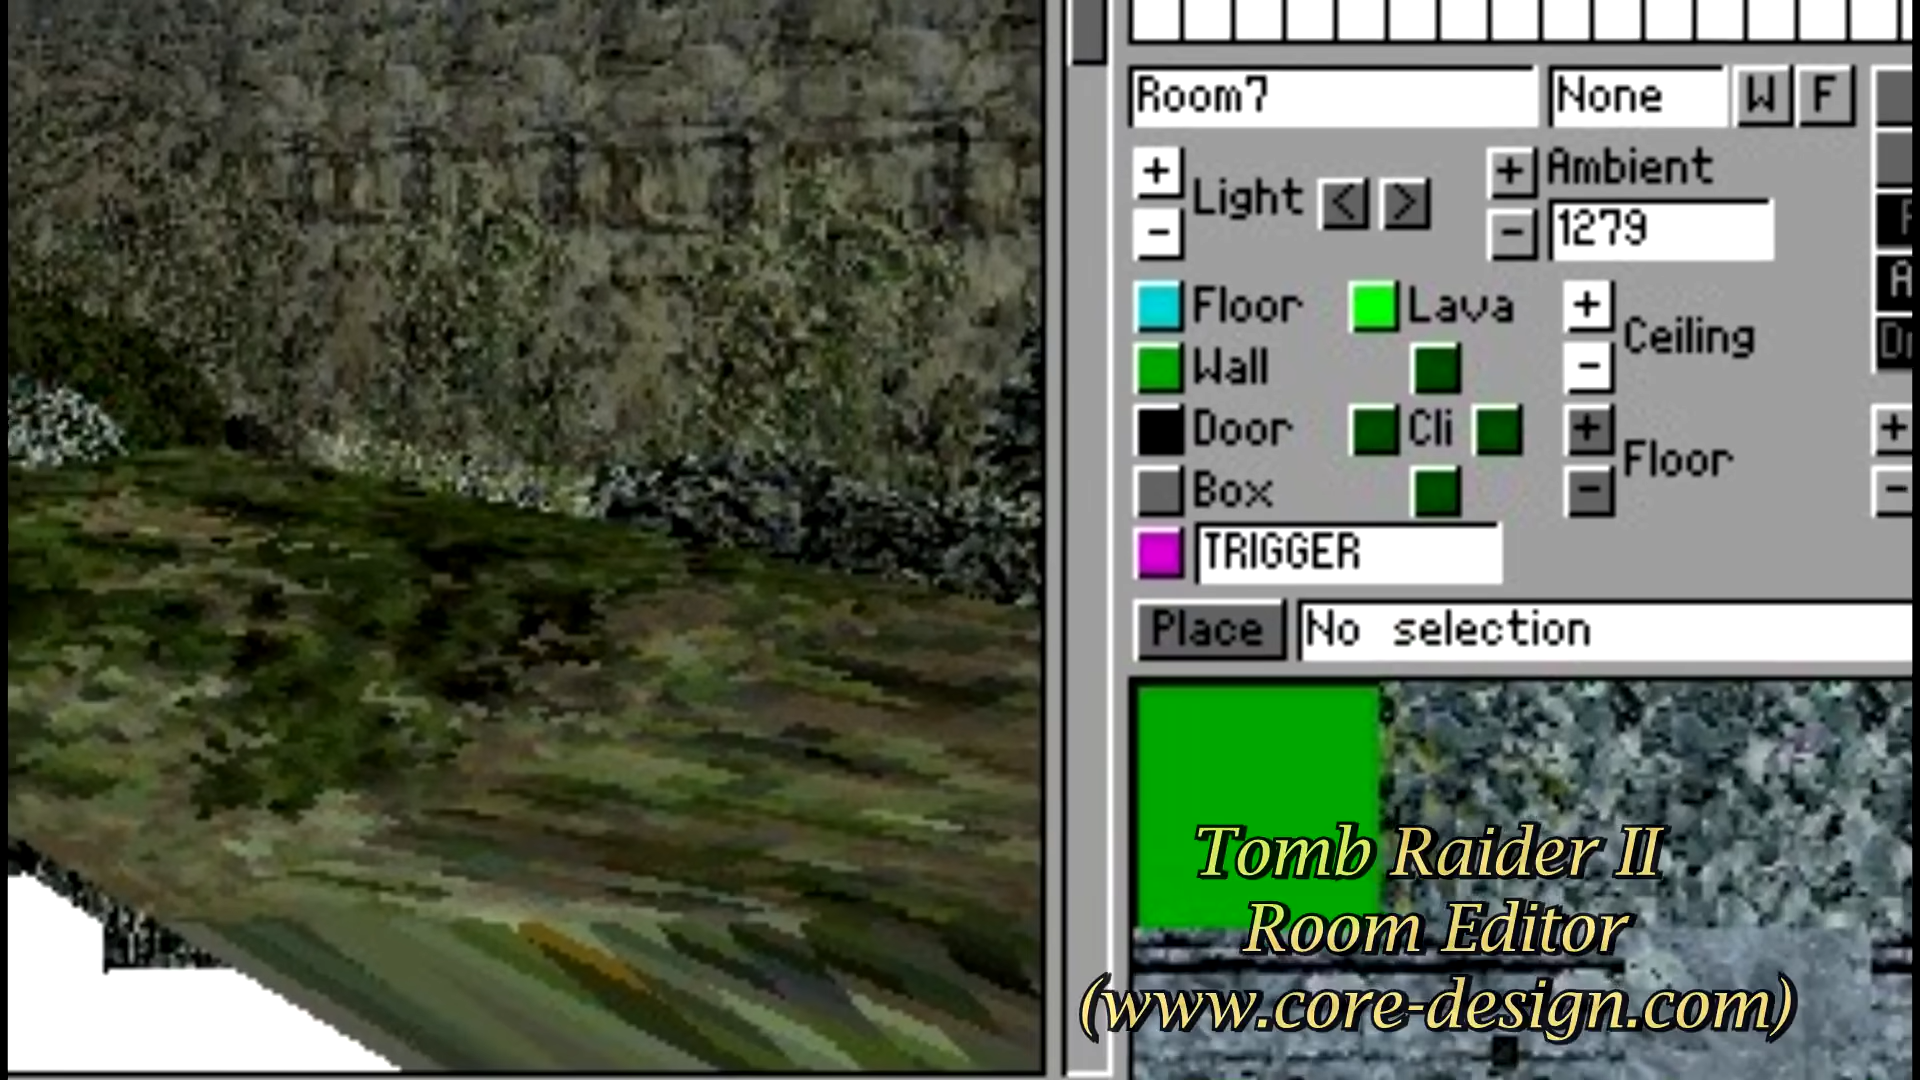 Room7 None W F
+ Light < > + Ambient
- - 1279
Floor Lava + Ceiling
Wall -
Door Cli + Floor +
Box - -
TRIGGER
Place No selection
Tomb Raider II
Room Editor
(www.core-design.com)